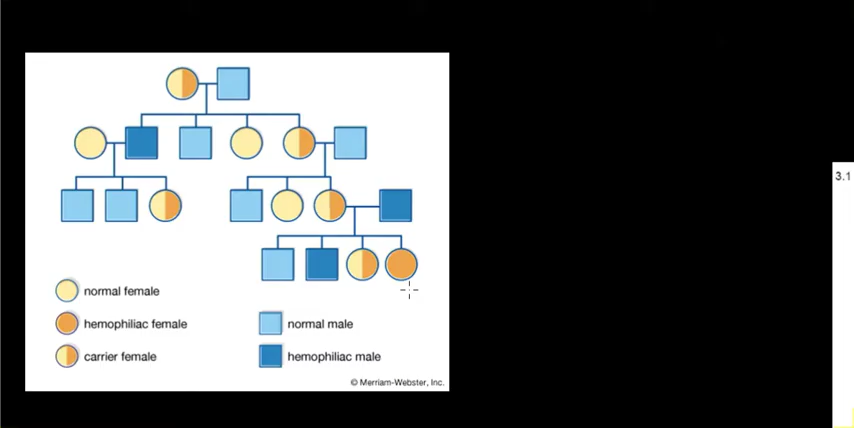 3.1
normal female
hemophiliac female
normal male
carrier female
hemophiliac male
© Merriam-Webster, Inc.